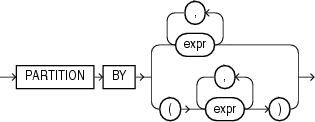 ,
expr
PARTITION BY
,
( expr )